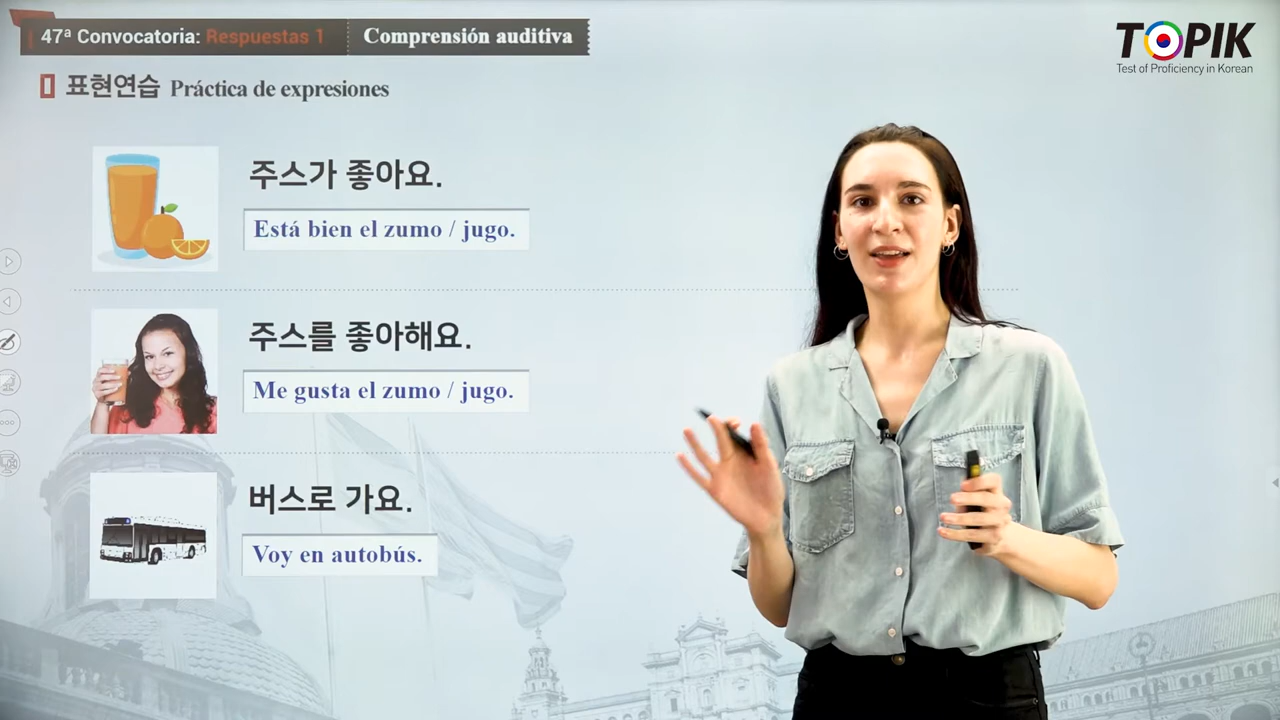 47ª Convocatoria: Respuestas 1
Comprensión auditiva
TOPIK
Test of Proficiency in Korean
표현연습 Práctica de expresiones
주스가 좋아요.
Está bien el zumo / jugo.
주스를 좋아해요.
Me gusta el zumo / jugo.
버스로 가요.
Voy en autobús.